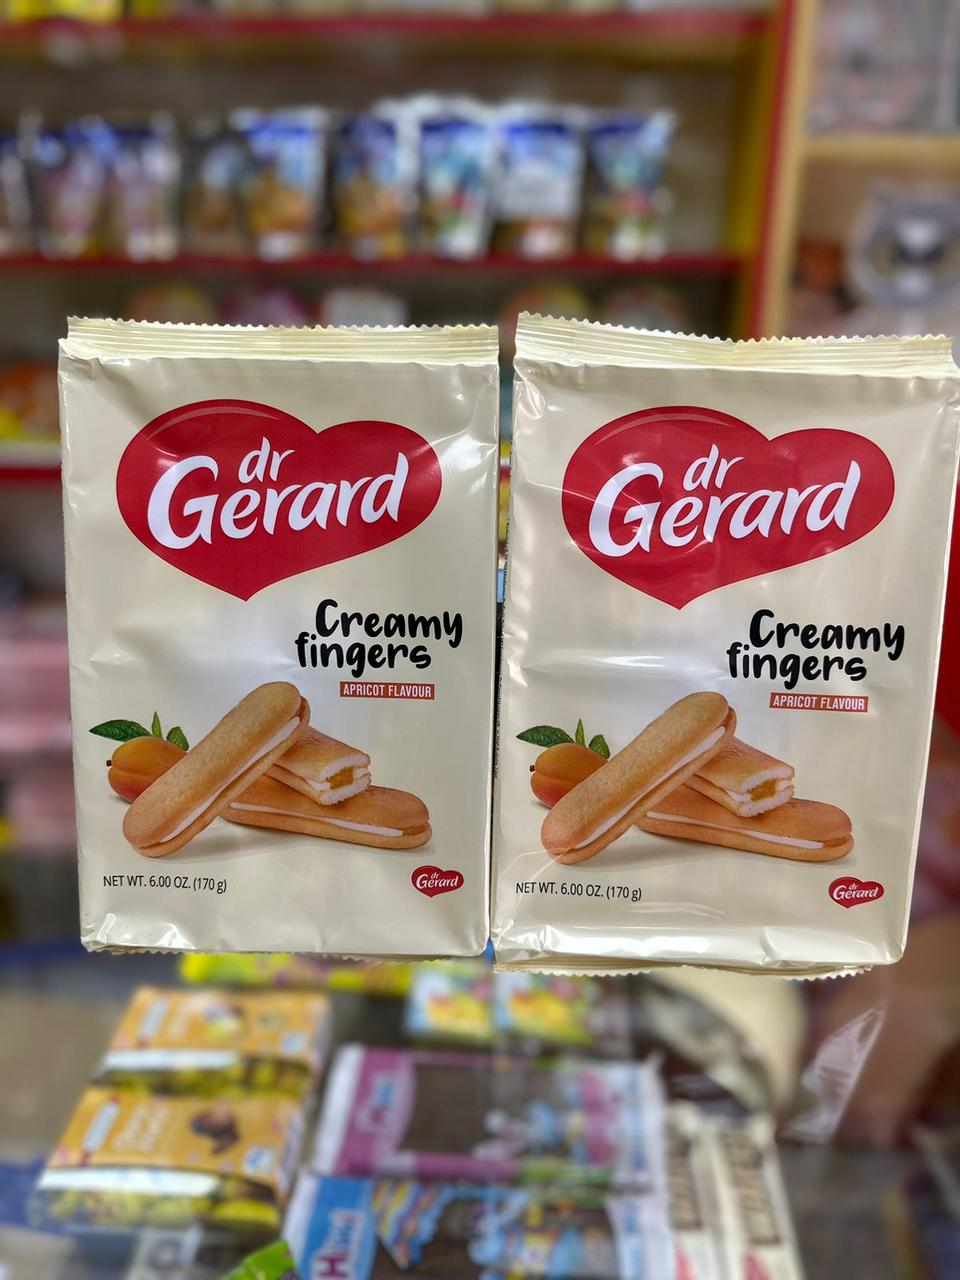 dr
Gerard
Creamy
fingers
APRICOT FLAVOUR
NET WT. 6.00 OZ. (170 g)
dr
Gerard
dr
Gerard
Creamy
fingers
APRICOT FLAVOUR
NET WT. 6.00 OZ. (170 g)
dr
Gerard